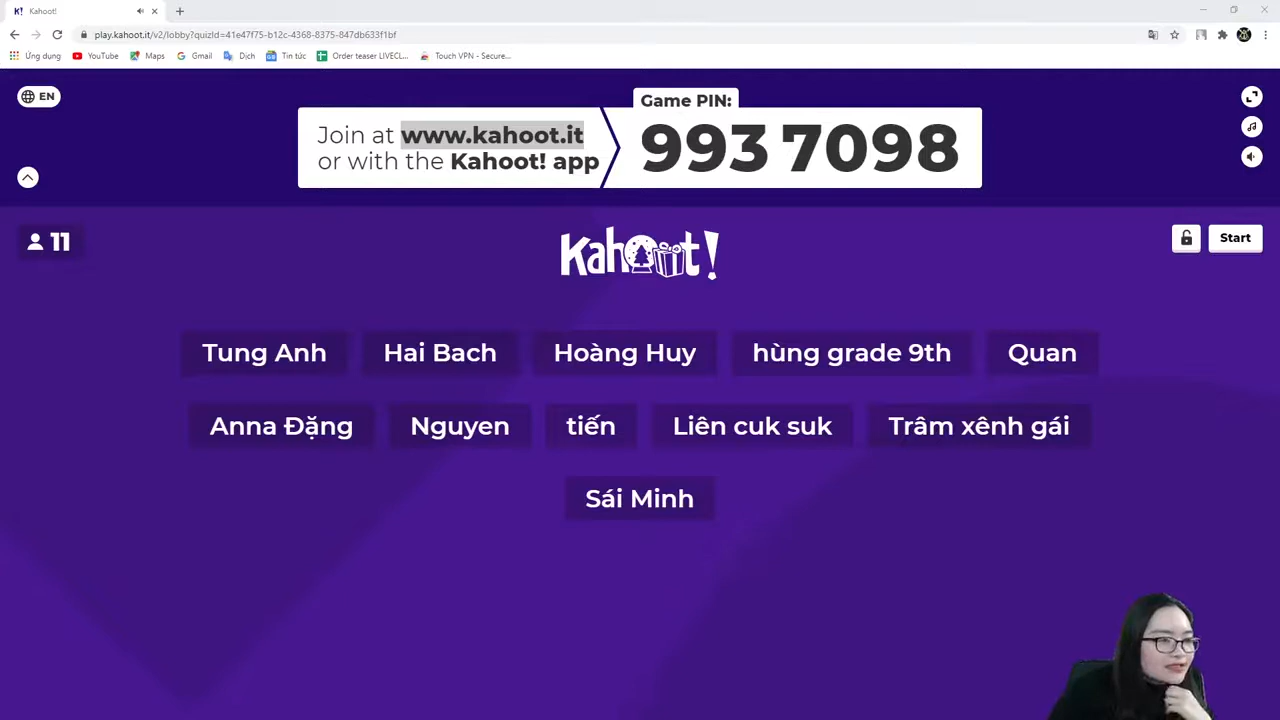 Kahoot!
play.kahoot.it/v2/lobby?quizId=41e47f75-b12c-4368-8375-847db633f1bf
Ứng dụng YouTube Maps Gmail Dịch Tin tức Order teaser LIVECL... Touch VPN - Secure...
EN
Game PIN:
Join at www.kahoot.it
or with the Kahoot! app
993 7098
11
Kahoot!
Start
Tung Anh Hai Bach Hoàng Huy hùng grade 9th Quan
Anna Đặng Nguyen tiến Liên cuk suk Trâm xênh gái
Sái Minh